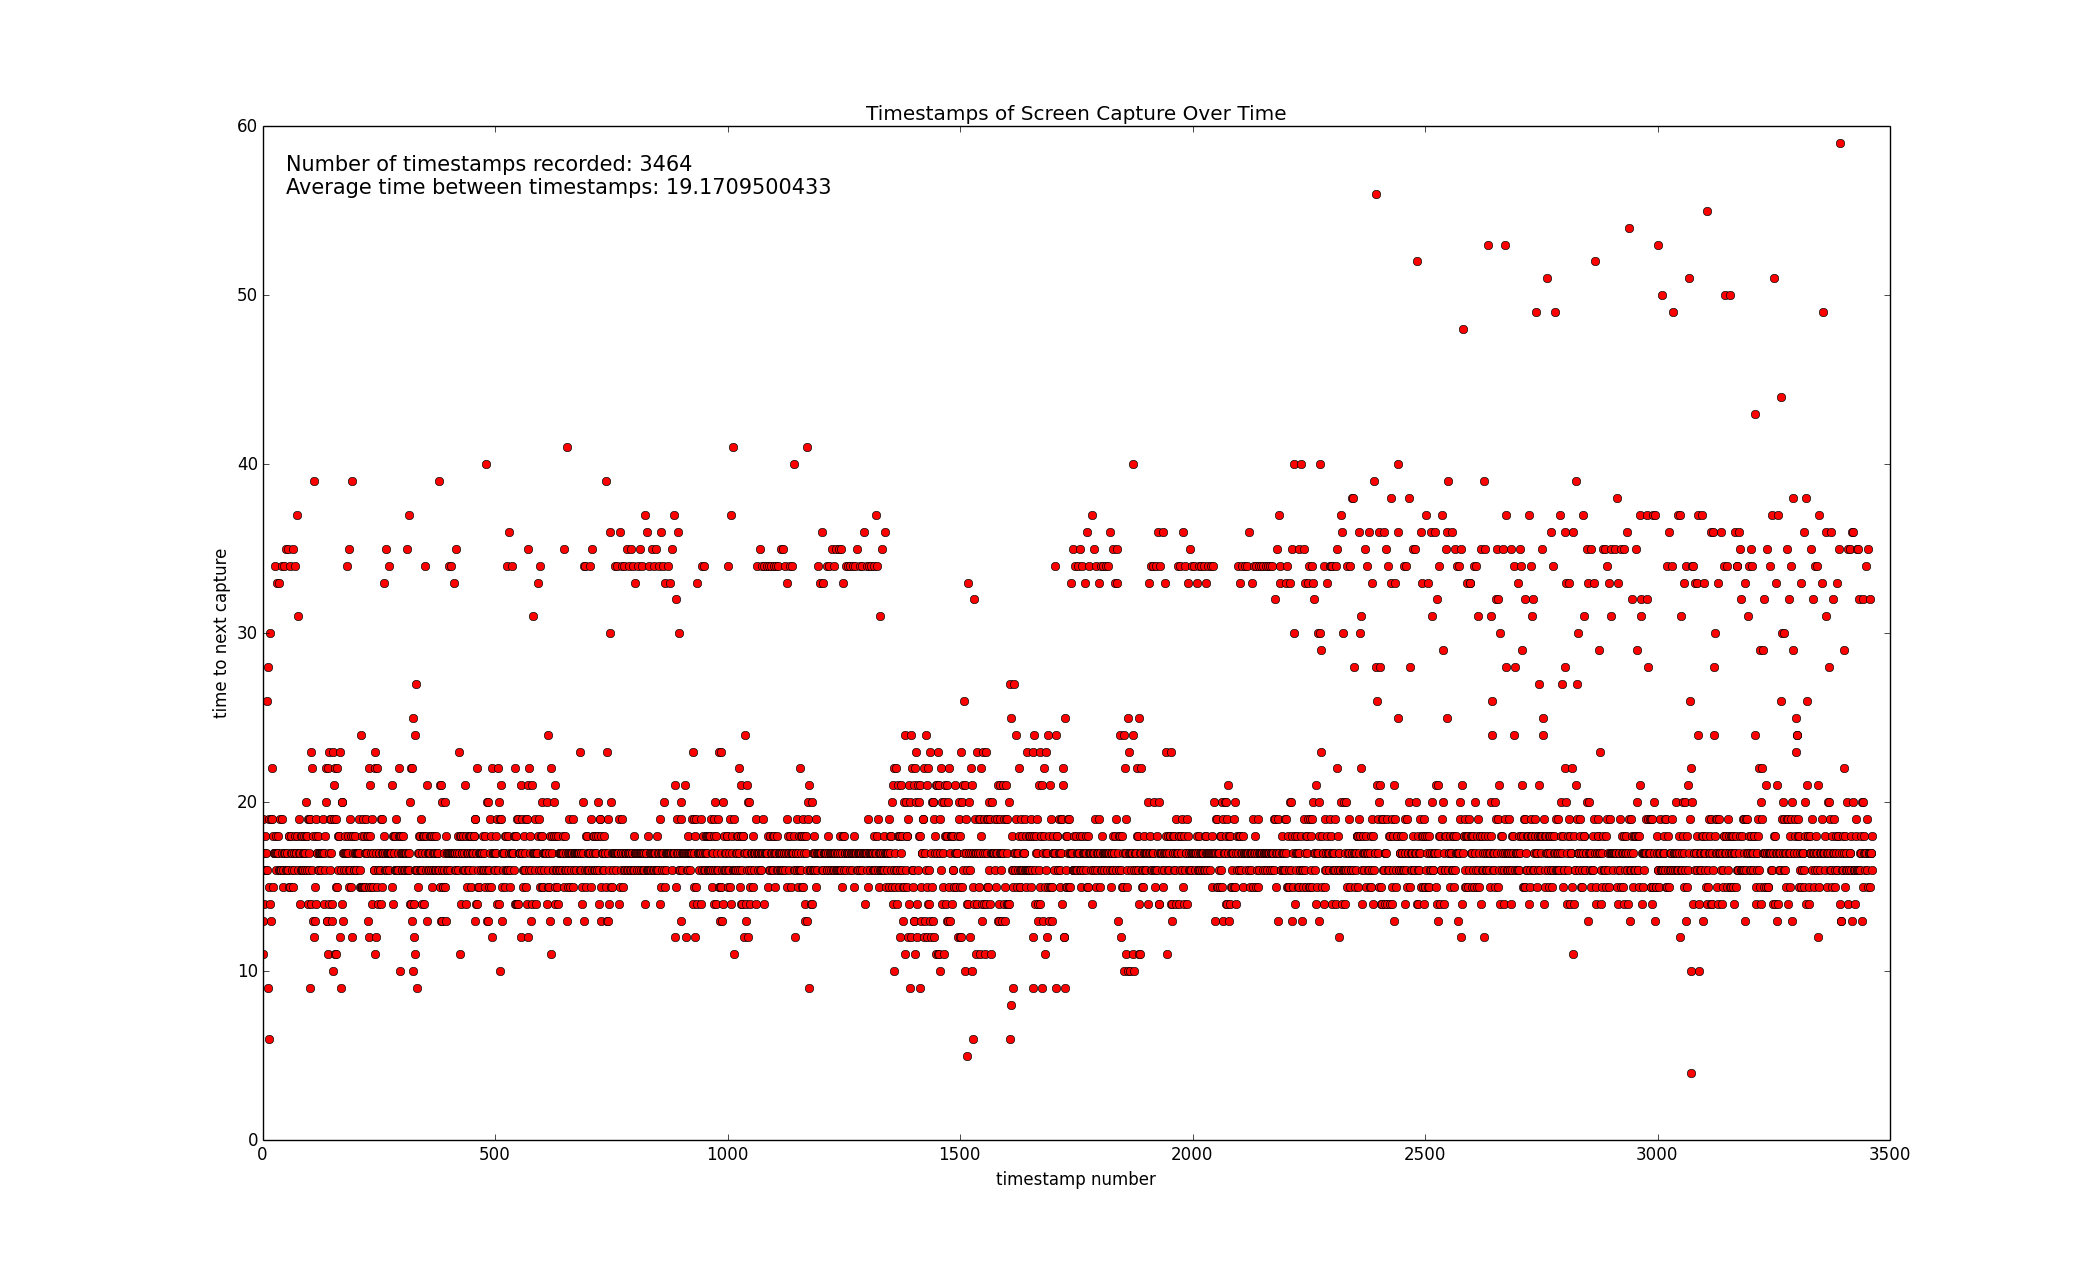 Timestamps of Screen Capture Over Time
60
Number of timestamps recorded: 3464
Average time between timestamps: 19.1709500433
50
40
30
time to next capture
20
10
0
0 500 1000 1500 2000 2500 3000 3500
timestamp number